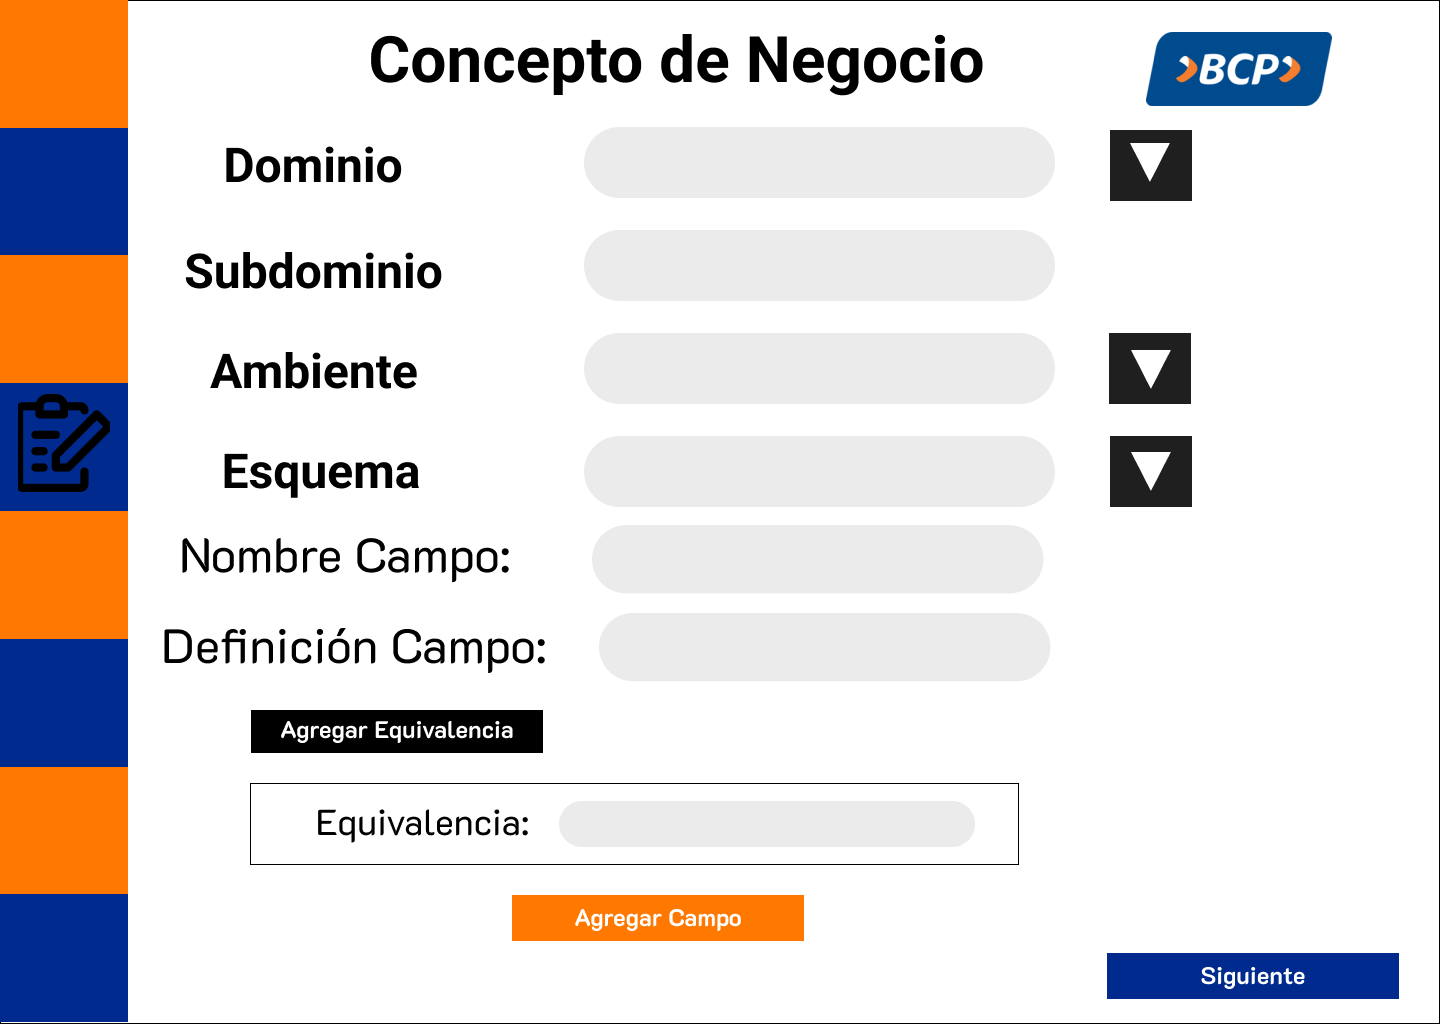 Concepto de Negocio
BCP
Dominio
Subdominio
Ambiente
Esquema
Nombre Campo:
Definición Campo:
Agregar Equivalencia
Equivalencia:
Agregar Campo
Siguiente